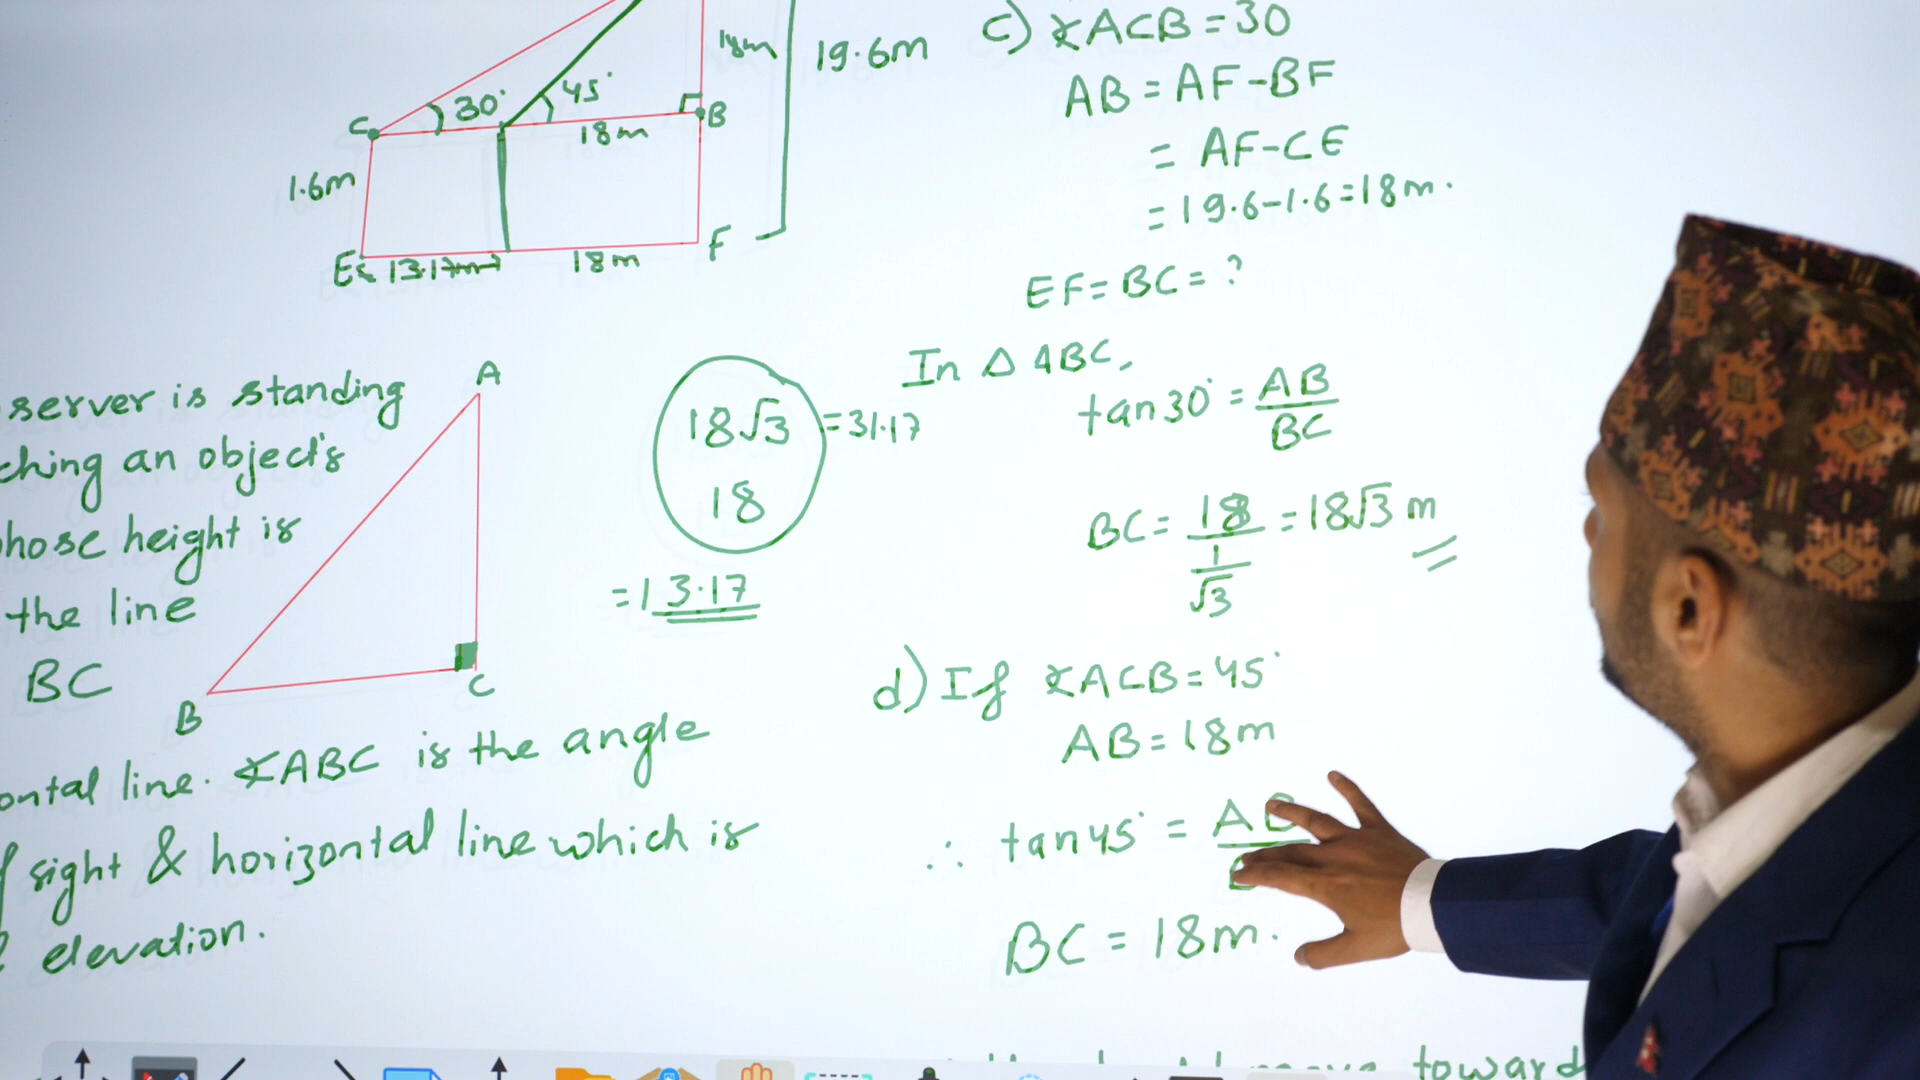 18m
19.6m
30°
45°
C
B
18m
1.6m
E
13.17m
18m
F
server is standing
ching an object's
hose height is
the line
BC
A
B
C
ontal line. ∡ABC is the angle
sight & horizontal line which is
elevation.
18√3 = 31.17
18
= 13.17
c) ∡ACB = 30
AB = AF - BF
= AF - CE
= 19.6 - 1.6 = 18m.
EF = BC = ?
In △ ABC,
tan30° = AB/BC
BC = 18/(1/√3) = 18√3 m
d) If ∡ACB = 45°
AB = 18m
∴ tan45° = AB
BC = 18m.
toward